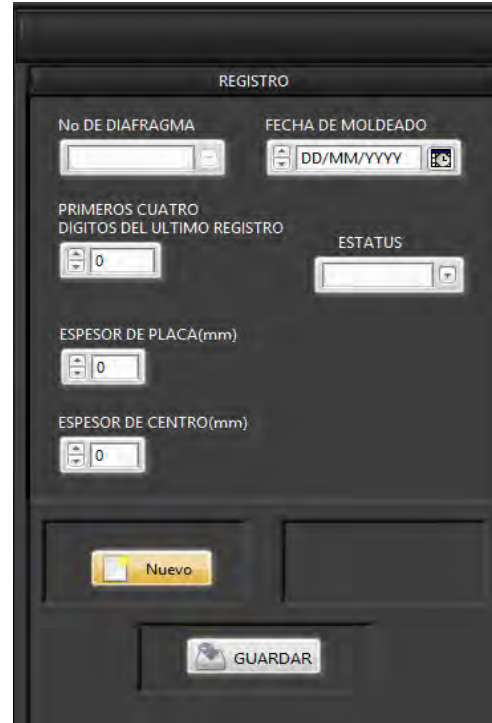 REGISTRO
No DE DIAFRAGMA
FECHA DE MOLDEADO
DD/MM/YYYY
PRIMEROS CUATRO
DIGITOS DEL ULTIMO REGISTRO
0
ESTATUS
ESPESOR DE PLACA(mm)
0
ESPESOR DE CENTRO(mm)
0
Nuevo
GUARDAR